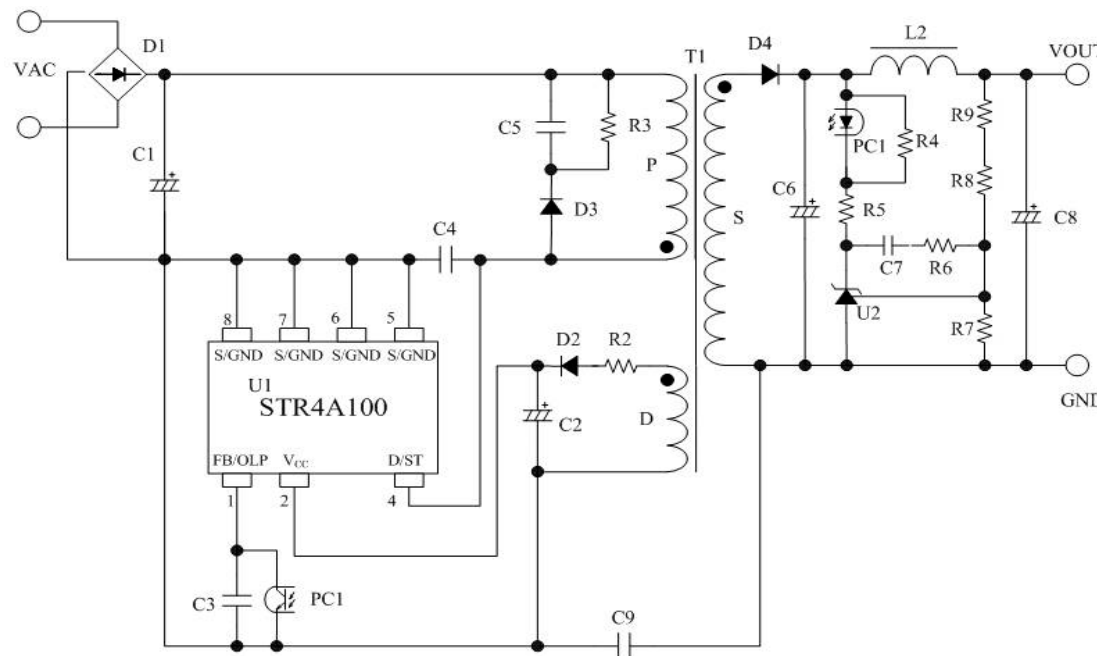 D1
VAC
C1
C5
R3
P
D3
C4
T1
D4
L2
VOUT
S
C6
PC1
R4
R5
C7
R6
U2
R9
R8
R7
C8
GND
8
7
6
5
S/GND
S/GND
S/GND
S/GND
U1
STR4A100
FB/OLP
VCC
D/ST
1
2
4
D2
R2
C2
D
C3
PC1
C9